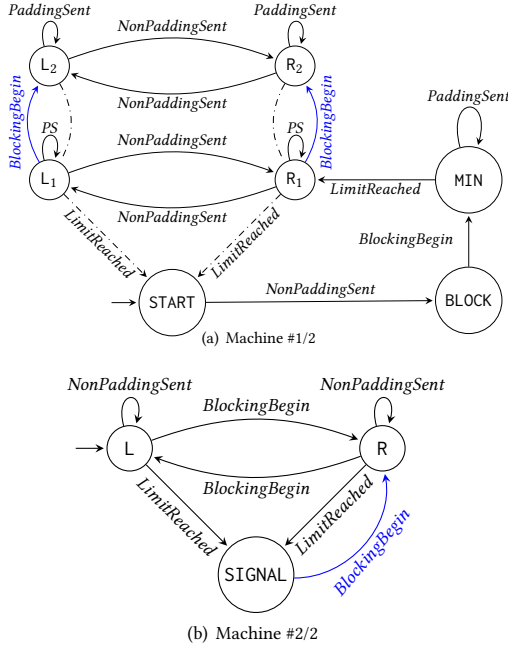 PaddingSent
PaddingSent
NonPaddingSent
L2
R2
NonPaddingSent
BlockingBegin
BlockingBegin
PaddingSent
PS
PS
NonPaddingSent
L1
R1
MIN
LimitReached
NonPaddingSent
LimitReached
LimitReached
BlockingBegin
START
NonPaddingSent
BLOCK
(a) Machine #1/2
NonPaddingSent
NonPaddingSent
BlockingBegin
L
R
BlockingBegin
LimitReached
LimitReached
SIGNAL
BlockingBegin
(b) Machine #2/2